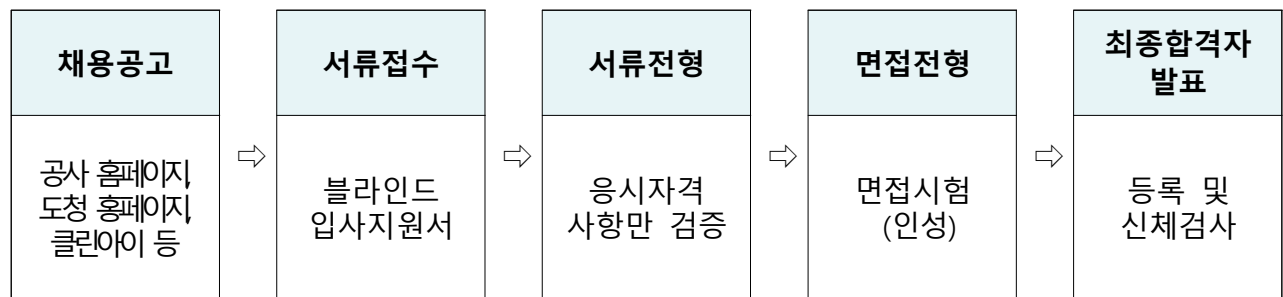 채용공고
공사 홈페이지,
도청 홍페이지,
클린아이 등
⇨
서류접수
블라인드
입사지원서
⇨
서류전형
응시자격
사항만 검증
⇨
면접전형
면접시험
(인성)
⇨
최종합격자
발표
등록 및
신체검사